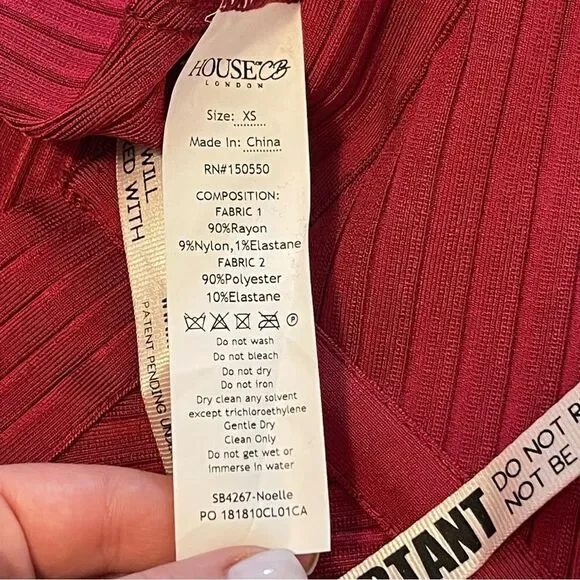 HOUSE OF CB
LONDON
Size: XS
Made In: China
RN#150550
COMPOSITION:
FABRIC 1
90%Rayon
9%Nylon,1%Elastane
FABRIC 2
90%Polyester
10%Elastane
P
Do not wash
Do not bleach
Do not dry
Do not iron
Dry clean any solvent
except trichloroethylene
Gentle Dry
Clean Only
Do not get wet or
immerse in water
SB4267-Noelle
PO 181810CL01CA
WILL
WITH
PATENT PENDING
RTANT
DO NOT
NOT BE